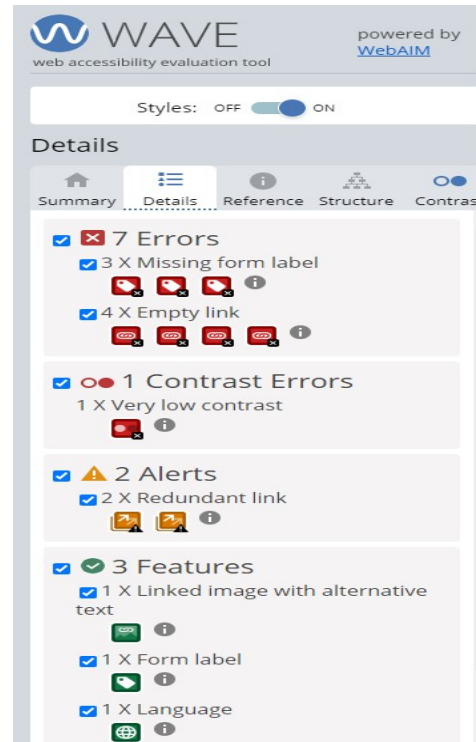 WAVE
powered by
WebAIM
web accessibility evaluation tool
Styles: OFF ON
Details
Summary Details Reference Structure Contras
7 Errors
3 X Missing form label
4 X Empty link
1 Contrast Errors
1 X Very low contrast
2 Alerts
2 X Redundant link
3 Features
1 X Linked image with alternative
text
1 X Form label
1 X Language